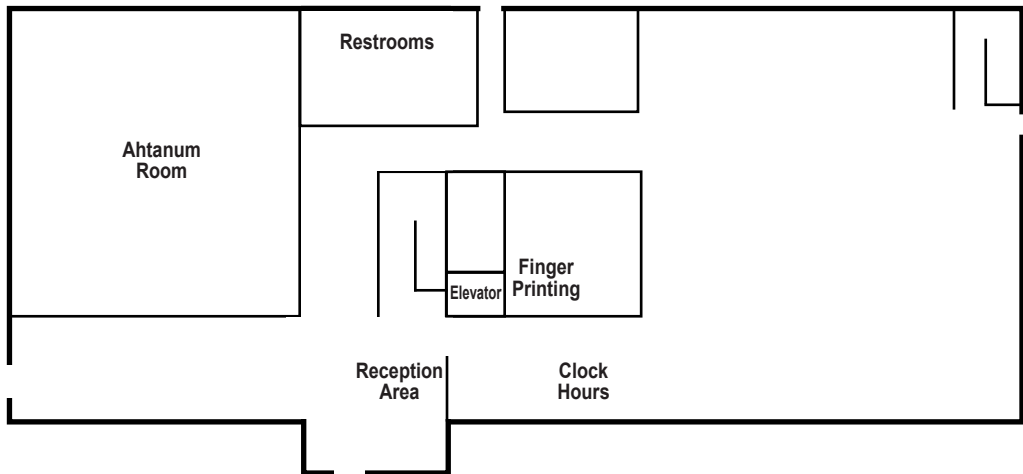 Restrooms
Ahtanum
Room
Finger
Printing
Elevator
Reception
Area
Clock
Hours